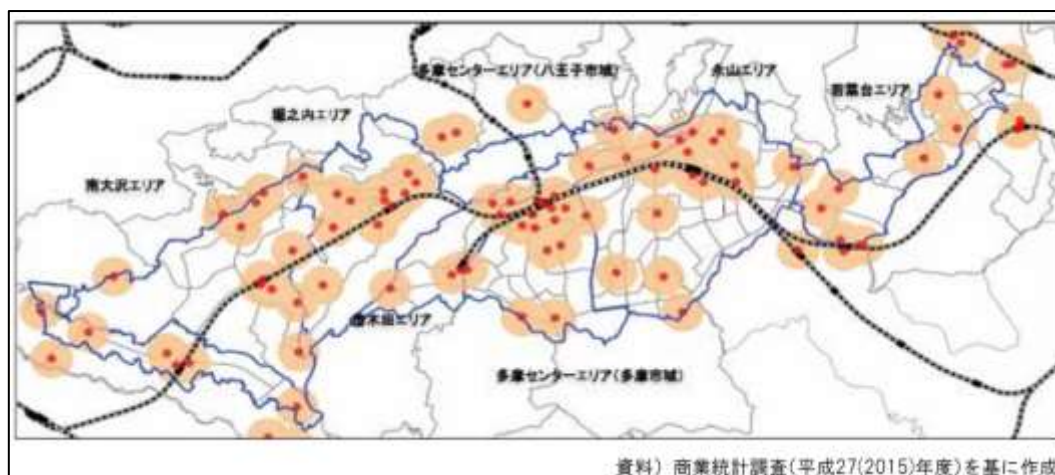 多摩センターエリア(八王子市域)
永山エリア
若葉台エリア
堀之内エリア
南大沢エリア
唐木田エリア
多摩センターエリア(多摩市域)
資料）商業統計調査(平成27(2015)年度)を基に作成